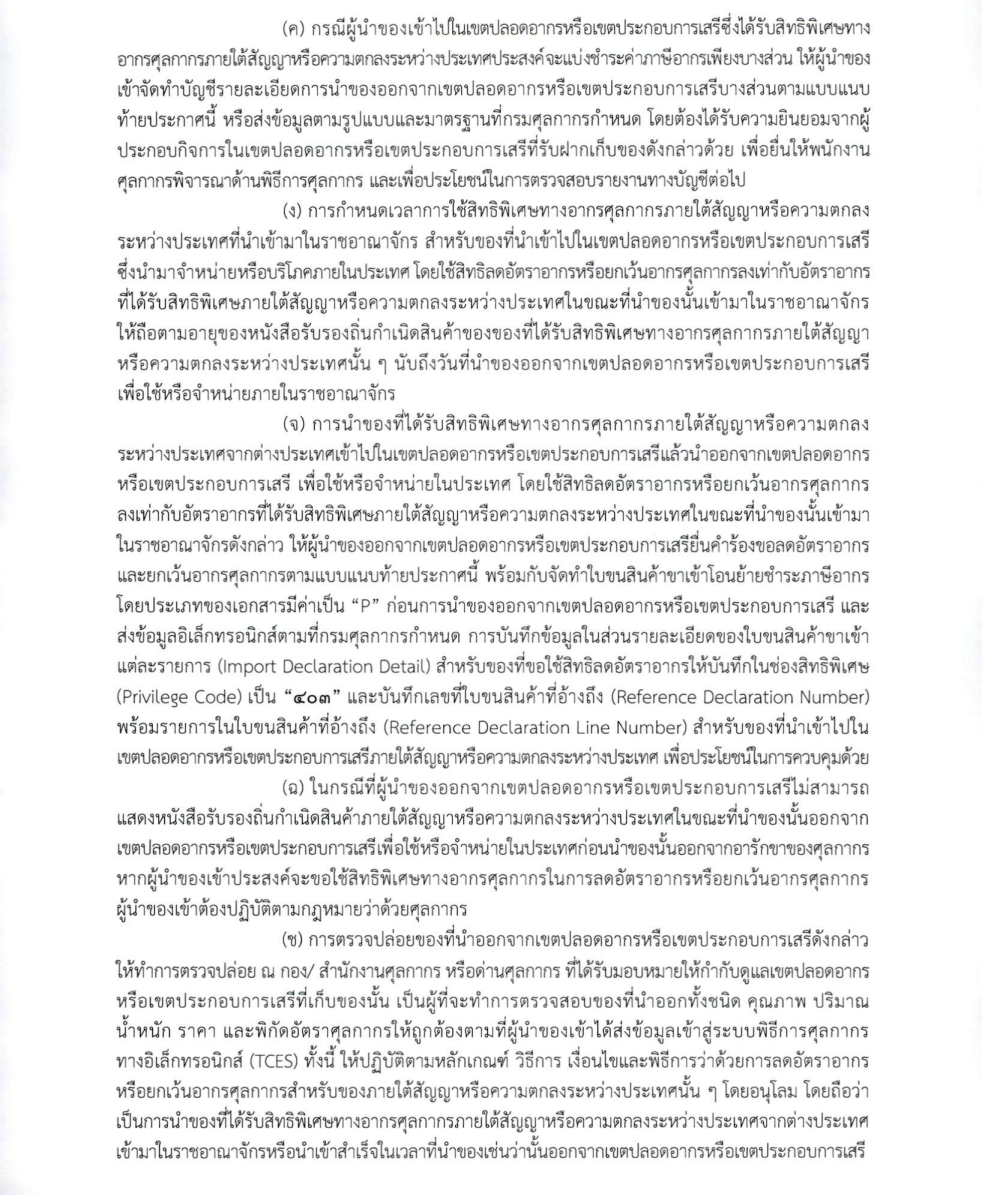 (ค) กรณีผู้นำของเข้าไปในเขตปลอดอากรหรือเขตประกอบการเสรีซึ่งได้รับสิทธิพิเศษทาง
อากรศุลกากรภายใต้สัญญาหรือความตกลงระหว่างประเทศประสงค์จะแบ่งชำระค่าภาษีอากรเพียงบางส่วน ให้ผู้นำของ
เข้าจัดทำบัญชีรายละเอียดการนำของออกจากเขตปลอดอากรหรือเขตประกอบการเสรีบางส่วนตามแบบแนบ
ท้ายประกาศนี้ หรือส่งข้อมูลตามรูปแบบและมาตรฐานที่กรมศุลกากรกำหนด โดยต้องได้รับความยินยอมจากผู้
ประกอบกิจการในเขตปลอดอากรหรือเขตประกอบการเสรีที่รับฝากเก็บของดังกล่าวด้วย เพื่อยื่นให้พนักงาน
ศุลกากรพิจารณาด้านพิธีการศุลกากร และเพื่อประโยชน์ในการตรวจสอบรายงานทางบัญชีต่อไป
(ง) การกำหนดเวลาการใช้สิทธิพิเศษทางอากรศุลกากรภายใต้สัญญาหรือความตกลง
ระหว่างประเทศที่นำเข้ามาในราชอาณาจักร สำหรับของที่นำเข้าไปในเขตปลอดอากรหรือเขตประกอบการเสรี
ซึ่งนำมาจำหน่ายหรือบริโภคภายในประเทศ โดยใช้สิทธิลดอัตราอากรหรือยกเว้นอากรศุลกากรลงเท่ากับอัตราอากร
ที่ได้รับสิทธิพิเศษภายใต้สัญญาหรือความตกลงระหว่างประเทศในขณะที่นำของนั้นเข้ามาในราชอาณาจักร
ให้ถือตามอายุของหนังสือรับรองถิ่นกำเนิดสินค้าของของที่ได้รับสิทธิพิเศษทางอากรศุลกากรภายใต้สัญญา
หรือความตกลงระหว่างประเทศนั้น ๆ นับถึงวันที่นำของออกจากเขตปลอดอากรหรือเขตประกอบการเสรี
เพื่อใช้หรือจำหน่ายภายในราชอาณาจักร
(จ) การนำของที่ได้รับสิทธิพิเศษทางอากรศุลกากรภายใต้สัญญาหรือความตกลง
ระหว่างประเทศจากต่างประเทศเข้าไปในเขตปลอดอากรหรือเขตประกอบการเสรีแล้วนำออกจากเขตปลอดอากร
หรือเขตประกอบการเสรี เพื่อใช้หรือจำหน่ายในประเทศ โดยใช้สิทธิลดอัตราอากรหรือยกเว้นอากรศุลกากร
ลงเท่ากับอัตราอากรที่ได้รับสิทธิพิเศษภายใต้สัญญาหรือความตกลงระหว่างประเทศในขณะที่นำของนั้นเข้ามา
ในราชอาณาจักรดังกล่าว ให้ผู้นำของออกจากเขตปลอดอากรหรือเขตประกอบการเสรียื่นคำร้องขอลดอัตราอากร
และยกเว้นอากรศุลกากรตามแบบแนบท้ายประกาศนี้ พร้อมกับจัดทำใบขนสินค้าขาเข้าโอนย้ายชำระภาษีอากร
โดยประเภทของเอกสารมีค่าเป็น “P” ก่อนการนำของออกจากเขตปลอดอากรหรือเขตประกอบการเสรี และ
ส่งข้อมูลอิเล็กทรอนิกส์ตามที่กรมศุลกากรกำหนด การบันทึกข้อมูลในส่วนรายละเอียดของใบขนสินค้าขาเข้า
แต่ละรายการ (Import Declaration Detail) สำหรับของที่ขอใช้สิทธิลดอัตราอากรให้บันทึกในช่องสิทธิพิเศษ
(Privilege Code) เป็น “๔๐๓” และบันทึกเลขที่ใบขนสินค้าที่อ้างถึง (Reference Declaration Number)
พร้อมรายการในใบขนสินค้าที่อ้างถึง (Reference Declaration Line Number) สำหรับของที่นำเข้าไปใน
เขตปลอดอากรหรือเขตประกอบการเสรีภายใต้สัญญาหรือความตกลงระหว่างประเทศ เพื่อประโยชน์ในการควบคุมด้วย
(ฉ) ในกรณีที่ผู้นำของออกจากเขตปลอดอากรหรือเขตประกอบการเสรีไม่สามารถ
แสดงหนังสือรับรองถิ่นกำเนิดสินค้าภายใต้สัญญาหรือความตกลงระหว่างประเทศในขณะที่นำของนั้นออกจาก
เขตปลอดอากรหรือเขตประกอบการเสรีเพื่อใช้หรือจำหน่ายในประเทศก่อนนำของนั้นออกจากอารักขาของศุลกากร
หากผู้นำของเข้าประสงค์จะขอใช้สิทธิพิเศษทางอากรศุลกากรในการลดอัตราอากรหรือยกเว้นอากรศุลกากร
ผู้นำของเข้าต้องปฏิบัติตามกฎหมายว่าด้วยศุลกากร
(ช) การตรวจปล่อยของที่นำออกจากเขตปลอดอากรหรือเขตประกอบการเสรีดังกล่าว
ให้ทำการตรวจปล่อย ณ กอง/ สำนักงานศุลกากร หรือด่านศุลกากร ที่ได้รับมอบหมายให้กำกับดูแลเขตปลอดอากร
หรือเขตประกอบการเสรีที่เก็บของนั้น เป็นผู้ที่จะทำการตรวจสอบของที่นำออกทั้งชนิด คุณภาพ ปริมาณ
น้ำหนัก ราคา และพิกัดอัตราศุลกากรให้ถูกต้องตามที่ผู้นำของเข้าได้ส่งข้อมูลเข้าสู่ระบบพิธีการศุลกากร
ทางอิเล็กทรอนิกส์ (TCES) ทั้งนี้ ให้ปฏิบัติตามหลักเกณฑ์ วิธีการ เงื่อนไขและพิธีการว่าด้วยการลดอัตราอากร
หรือยกเว้นอากรศุลกากรสำหรับของภายใต้สัญญาหรือความตกลงระหว่างประเทศนั้น ๆ โดยอนุโลม โดยถือว่า
เป็นการนำของที่ได้รับสิทธิพิเศษทางอากรศุลกากรภายใต้สัญญาหรือความตกลงระหว่างประเทศจากต่างประเทศ
เข้ามาในราชอาณาจักรหรือนำเข้าสำเร็จในเวลาที่นำของเช่นว่านั้นออกจากเขตปลอดอากรหรือเขตประกอบการเสรี